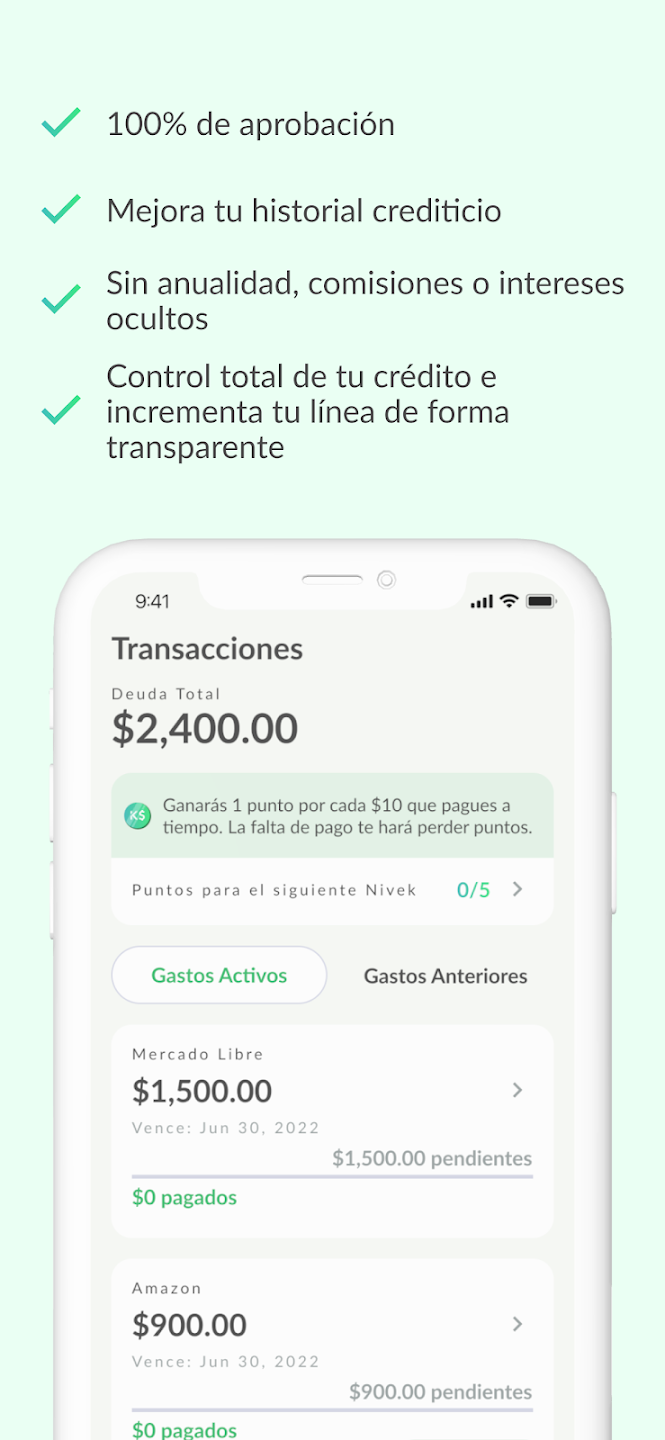 100% de aprobación
Mejora tu historial crediticio
Sin anualidad, comisiones o intereses
ocultos
Control total de tu crédito e
incrementa tu línea de forma
transparente
9:41
Transacciones
Deuda Total
$2,400.00
K$
Ganarás 1 punto por cada $10 que pagues a
tiempo. La falta de pago te hará perder puntos.
Puntos para el siguiente Nivek 0/5
Gastos Activos Gastos Anteriores
Mercado Libre
$1,500.00
Vence: Jun 30, 2022
$1,500.00 pendientes
$0 pagados
Amazon
$900.00
Vence: Jun 30, 2022
$900.00 pendientes
$0 pagados